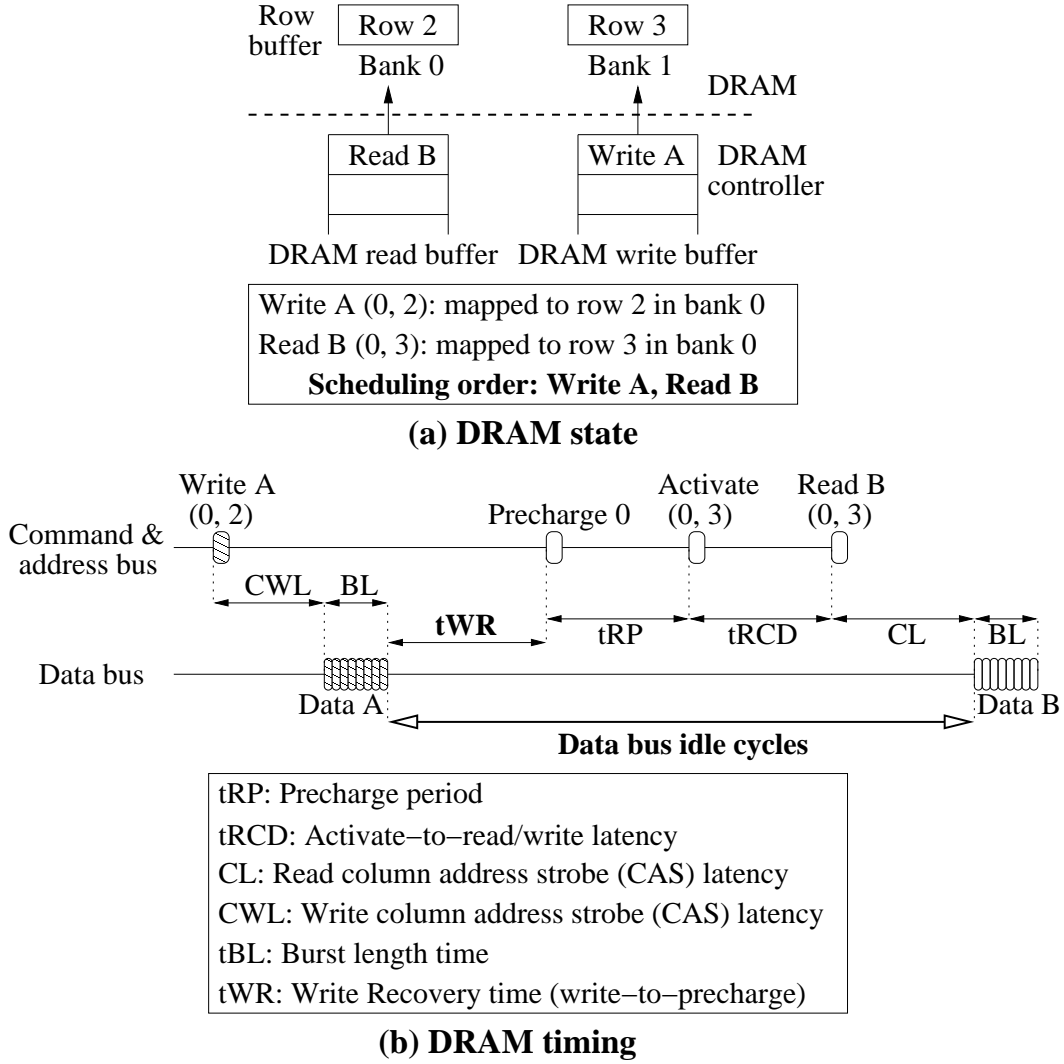 Row buffer
Row 2
Row 3
Bank 0
Bank 1
DRAM
Read B
Write A
DRAM controller
DRAM read buffer
DRAM write buffer
Write A (0, 2): mapped to row 2 in bank 0
Read B (0, 3): mapped to row 3 in bank 0
Scheduling order: Write A, Read B
(a) DRAM state
Write A
(0, 2)
Precharge 0
Activate
(0, 3)
Read B
(0, 3)
Command &
address bus
CWL
BL
tWR
tRP
tRCD
CL
BL
Data bus
Data A
Data B
Data bus idle cycles
tRP: Precharge period
tRCD: Activate−to−read/write latency
CL: Read column address strobe (CAS) latency
CWL: Write column address strobe (CAS) latency
tBL: Burst length time
tWR: Write Recovery time (write−to−precharge)
(b) DRAM timing